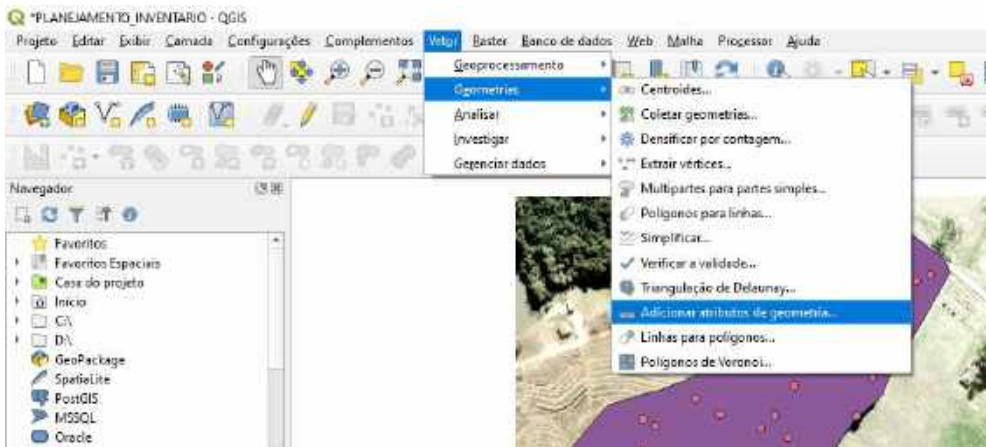 *PLANEJAMENTO_INVENTARIO - QGIS
Projeto Editar Exibir Camada Configurações Complementos Vetor Raster Banco de dados Web Malha Processar Ajuda
Geoprocessamento
Geometries
Analisar
Investigar
Gerenciar dados
Centroides...
Coletar geometrias...
Densificar por contagem...
Extrair vértices...
Multipartes para partes simples...
Polígonos para linhas...
Simplificar...
Verificar a validade...
Triangulação de Delaunay...
Adicionar atributos de geometria...
Linhas para polígonos...
Polígonos de Voronoi...
Navegador
Favoritos
Favoritos Espaciais
Casa do projeto
Início
C:\
D:\
GeoPackage
SpatiaLite
PostGIS
MSSQL
Oracle